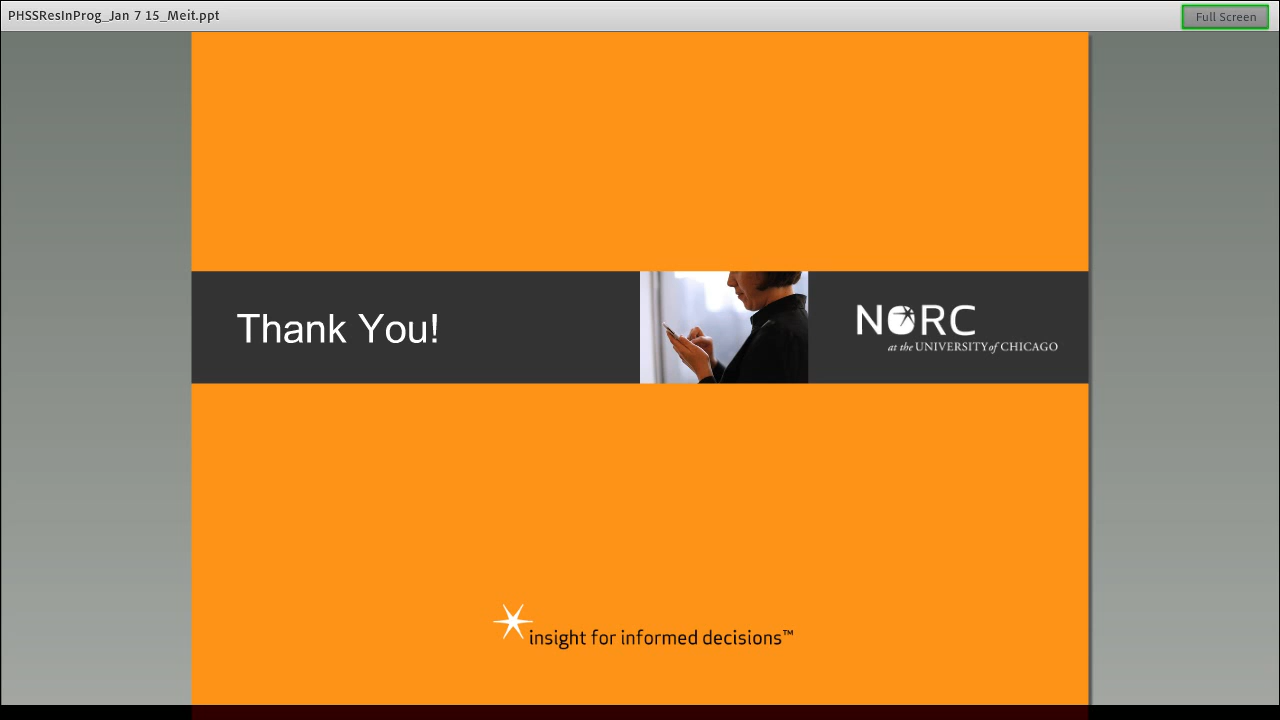 PHSSResInProg_Jan 7 15_Meit.ppt
Full Screen
Thank You!
NORC
at the UNIVERSITY of CHICAGO
insight for informed decisions™